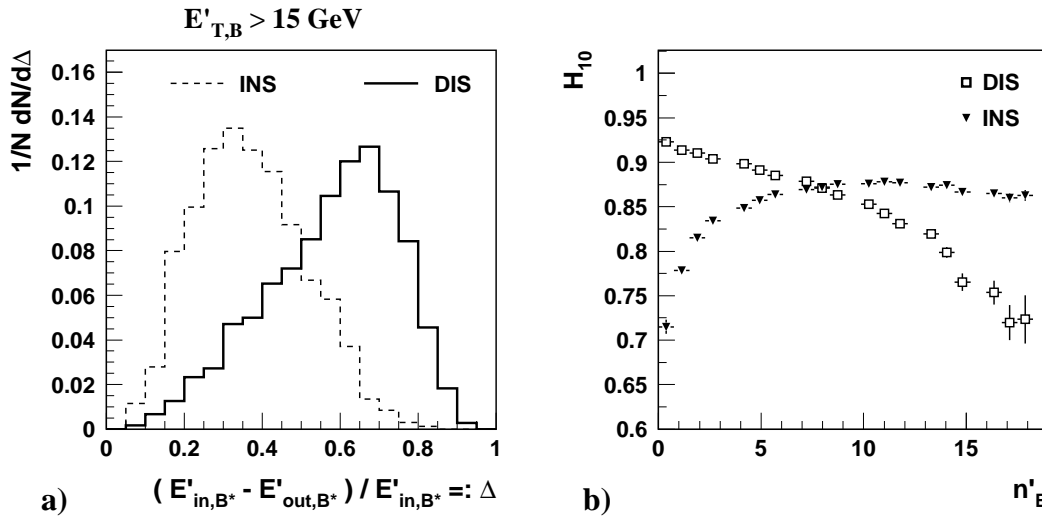 E'T,B > 15 GeV
1/N dN/dΔ
0.16
0.14
0.12
0.1
0.08
0.06
0.04
0.02
0
INS
DIS
0 0.2 0.4 0.6 0.8 1
a) ( E'in,B* - E'out,B* ) / E'in,B* =: Δ
H10
1
0.95
0.9
0.85
0.8
0.75
0.7
0.65
0.6
DIS
INS
0 5 10 15
b) n'B